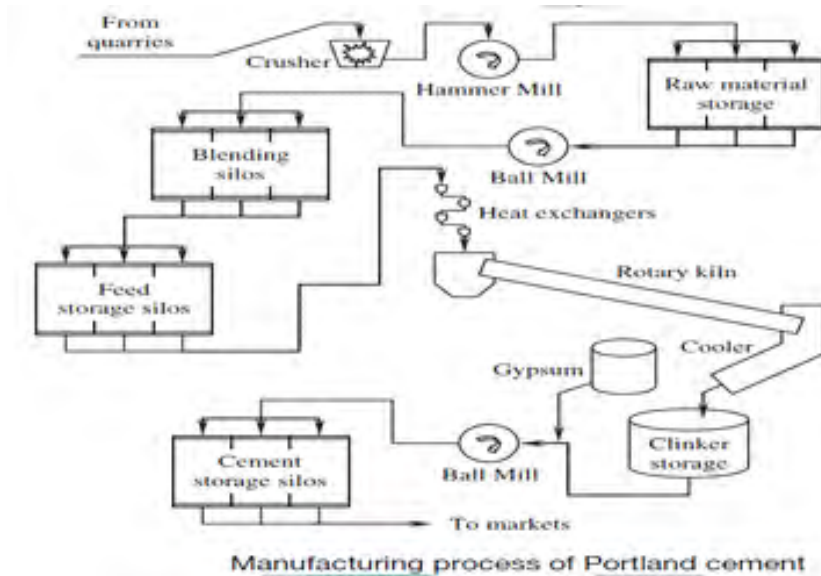 From
quarries
Crusher
Hammer Mill
Raw material
storage
Blending
silos
Ball Mill
Heat exchangers
Feed
storage silos
Rotary kiln
Cooler
Gypsum
Clinker
storage
Cement
storage silos
Ball Mill
To markets
Manufacturing process of Portland cement